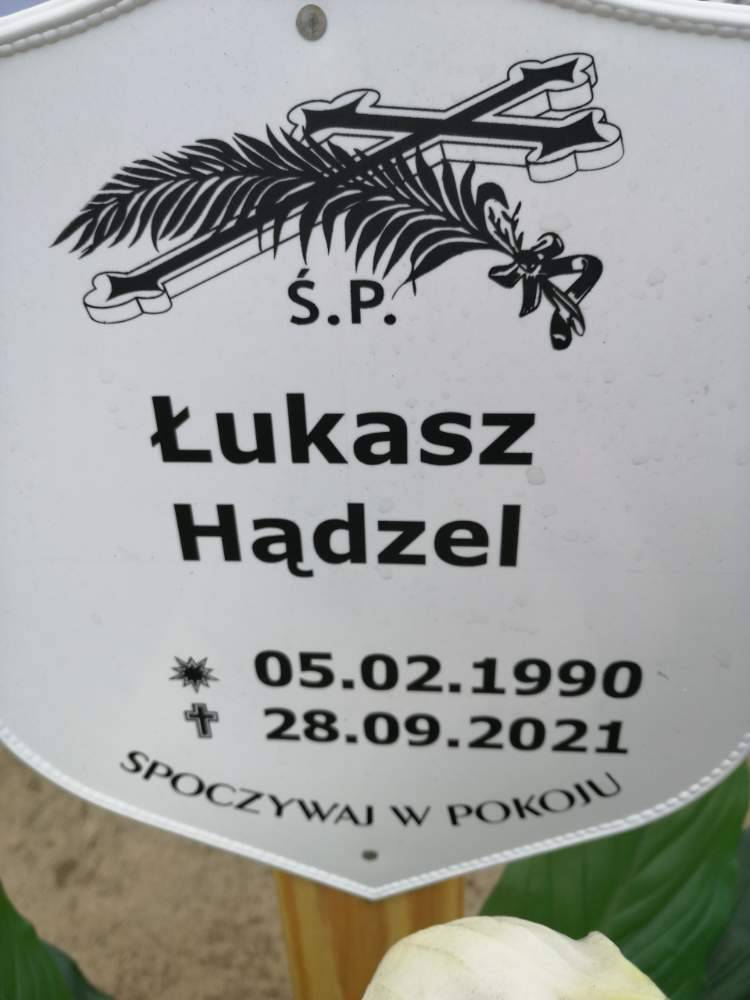 Ś.P.
Łukasz
Hądzel
05.02.1990
28.09.2021
SPOCZYWAJ W POKOJU